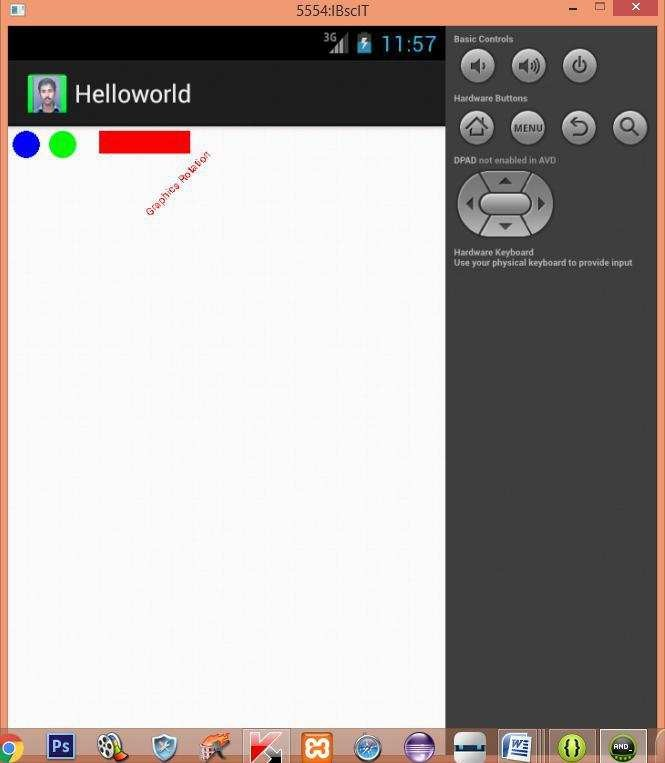 5554:IBscIT
3G 11:57
Helloworld
Graphics Rotation
Basic Controls
Hardware Buttons
MENU
DPAD not enabled in AVD
Hardware Keyboard
Use your physical keyboard to provide input
Ps
W
{}
AND_